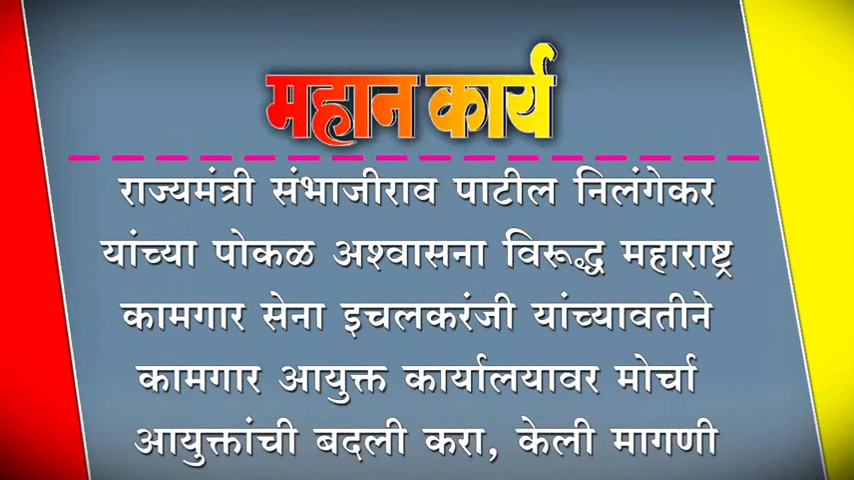 महान कार्य
राज्यमंत्री संभाजीराव पाटील निलंगेकर
यांच्या पोकळ अश्वासना विरूद्ध महाराष्ट्र
कामगार सेना इचलकरंजी यांच्यावतीने
कामगार आयुक्त कार्यालयावर मोर्चा
आयुक्तांची बदली करा, केली मागणी